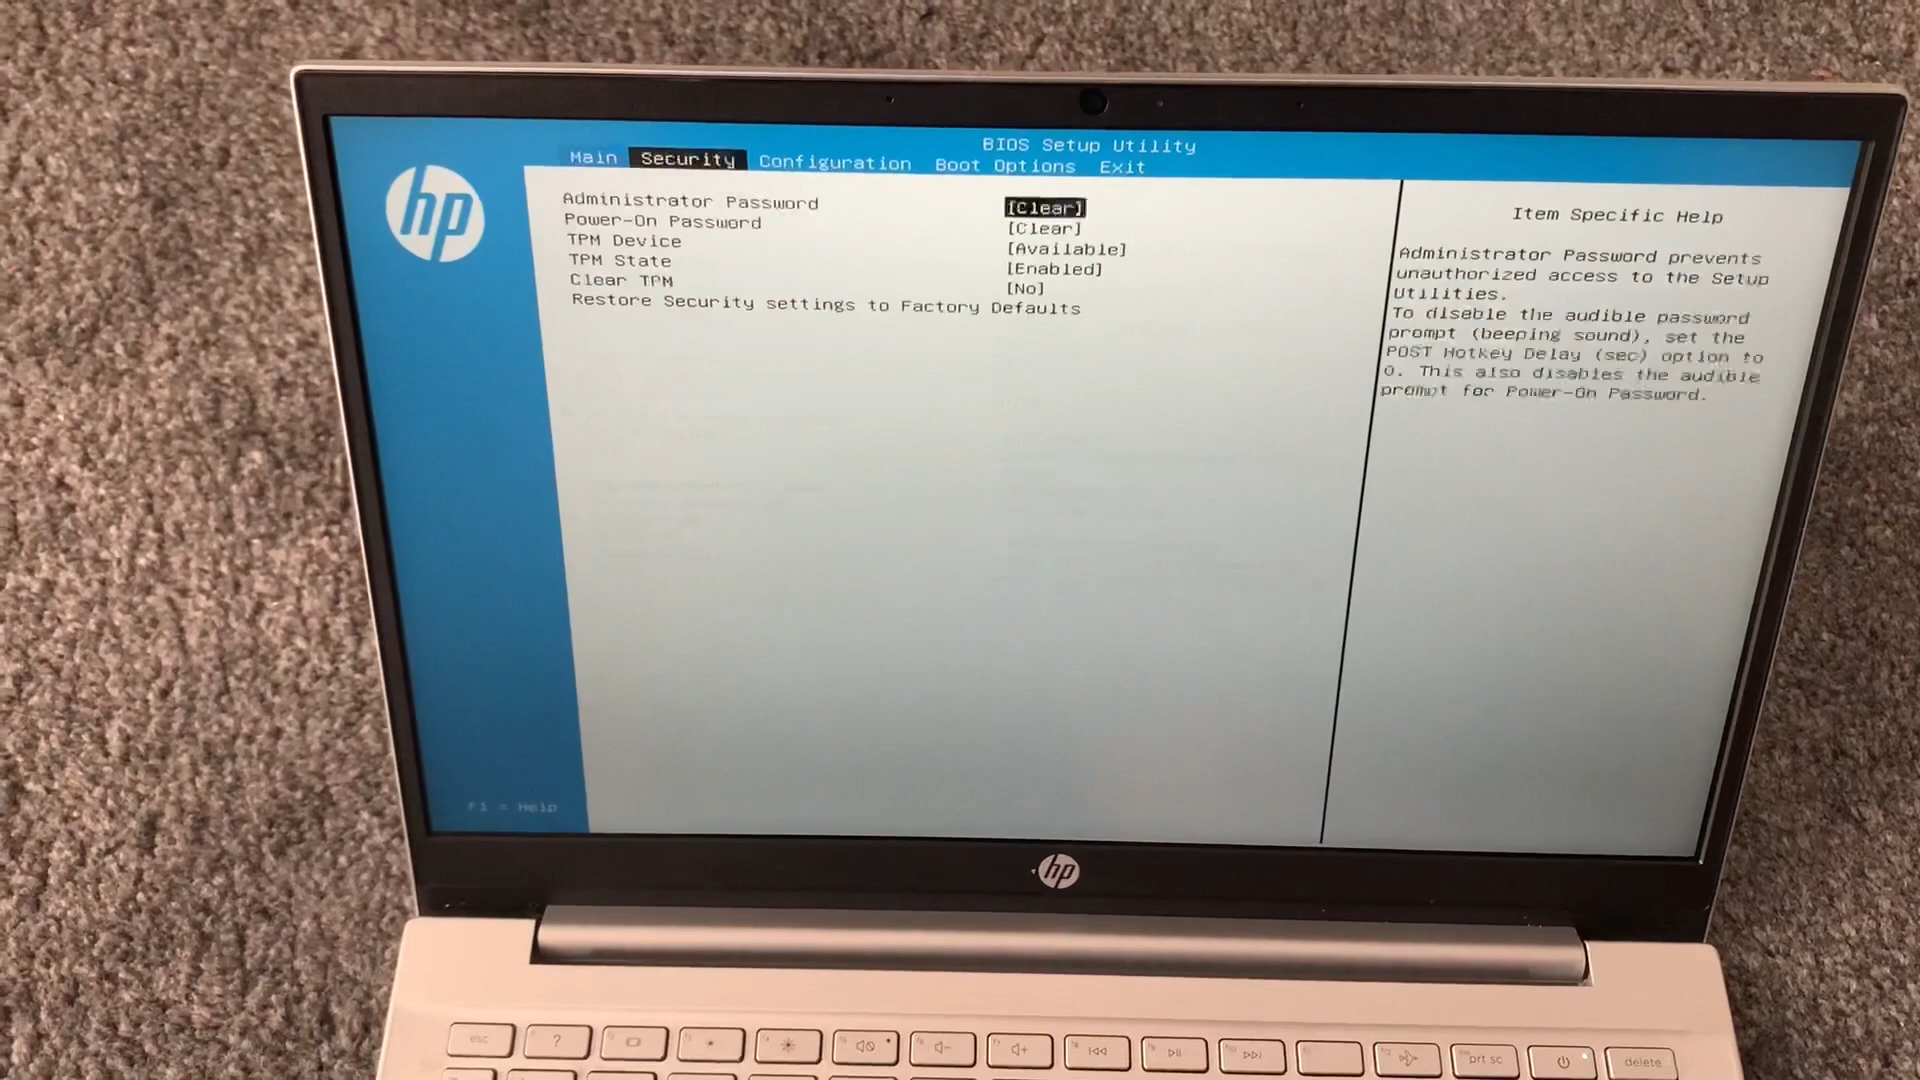 BIOS Setup Utility
Main Security Configuration Boot Options Exit
hp
Administrator Password [Clear]
Power-On Password [Clear]
TPM Device [Available]
TPM State [Enabled]
Clear TPM [No]
Restore Security settings to Factory Defaults
Item Specific Help
Administrator Password prevents
unauthorized access to the Setup
Utilities.
To disable the audible password
prompt (beeping sound), set the
POST Hotkey Delay (sec) option to
0. This also disables the audible
prompt for Power-On Password.
F1 = Help
hp
esc ? prt sc delete